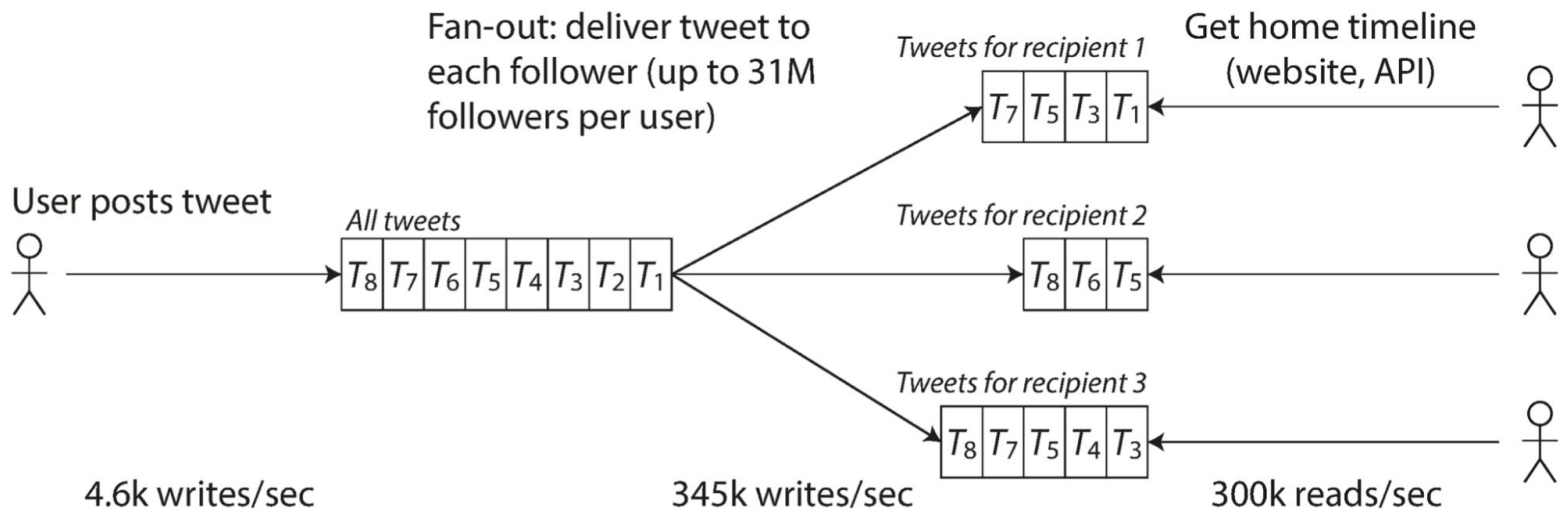 Fan-out: deliver tweet to
each follower (up to 31M
followers per user)
Tweets for recipient 1
Get home timeline
(website, API)
T₇ T₅ T₃ T₁
User posts tweet
All tweets
T₈ T₇ T₆ T₅ T₄ T₃ T₂ T₁
Tweets for recipient 2
T₈ T₆ T₅
Tweets for recipient 3
T₈ T₇ T₅ T₄ T₃
4.6k writes/sec
345k writes/sec
300k reads/sec